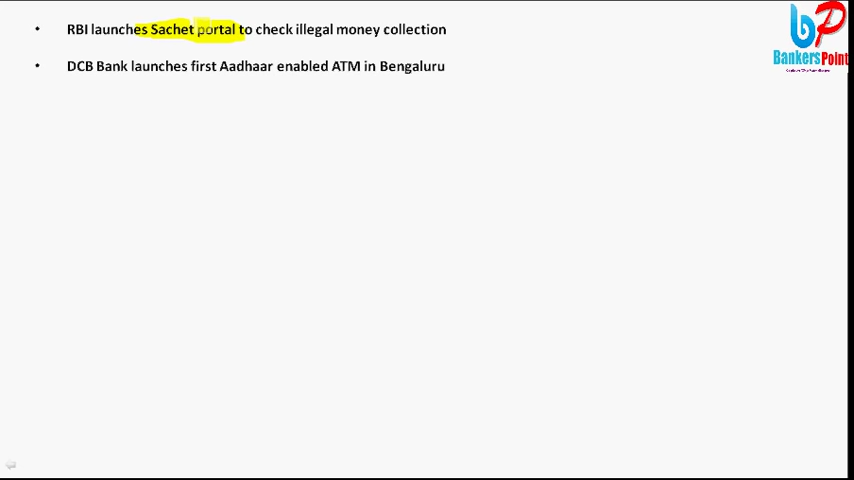 RBI launches Sachet portal to check illegal money collection
DCB Bank launches first Aadhaar enabled ATM in Bengaluru
bP
BankersPoint